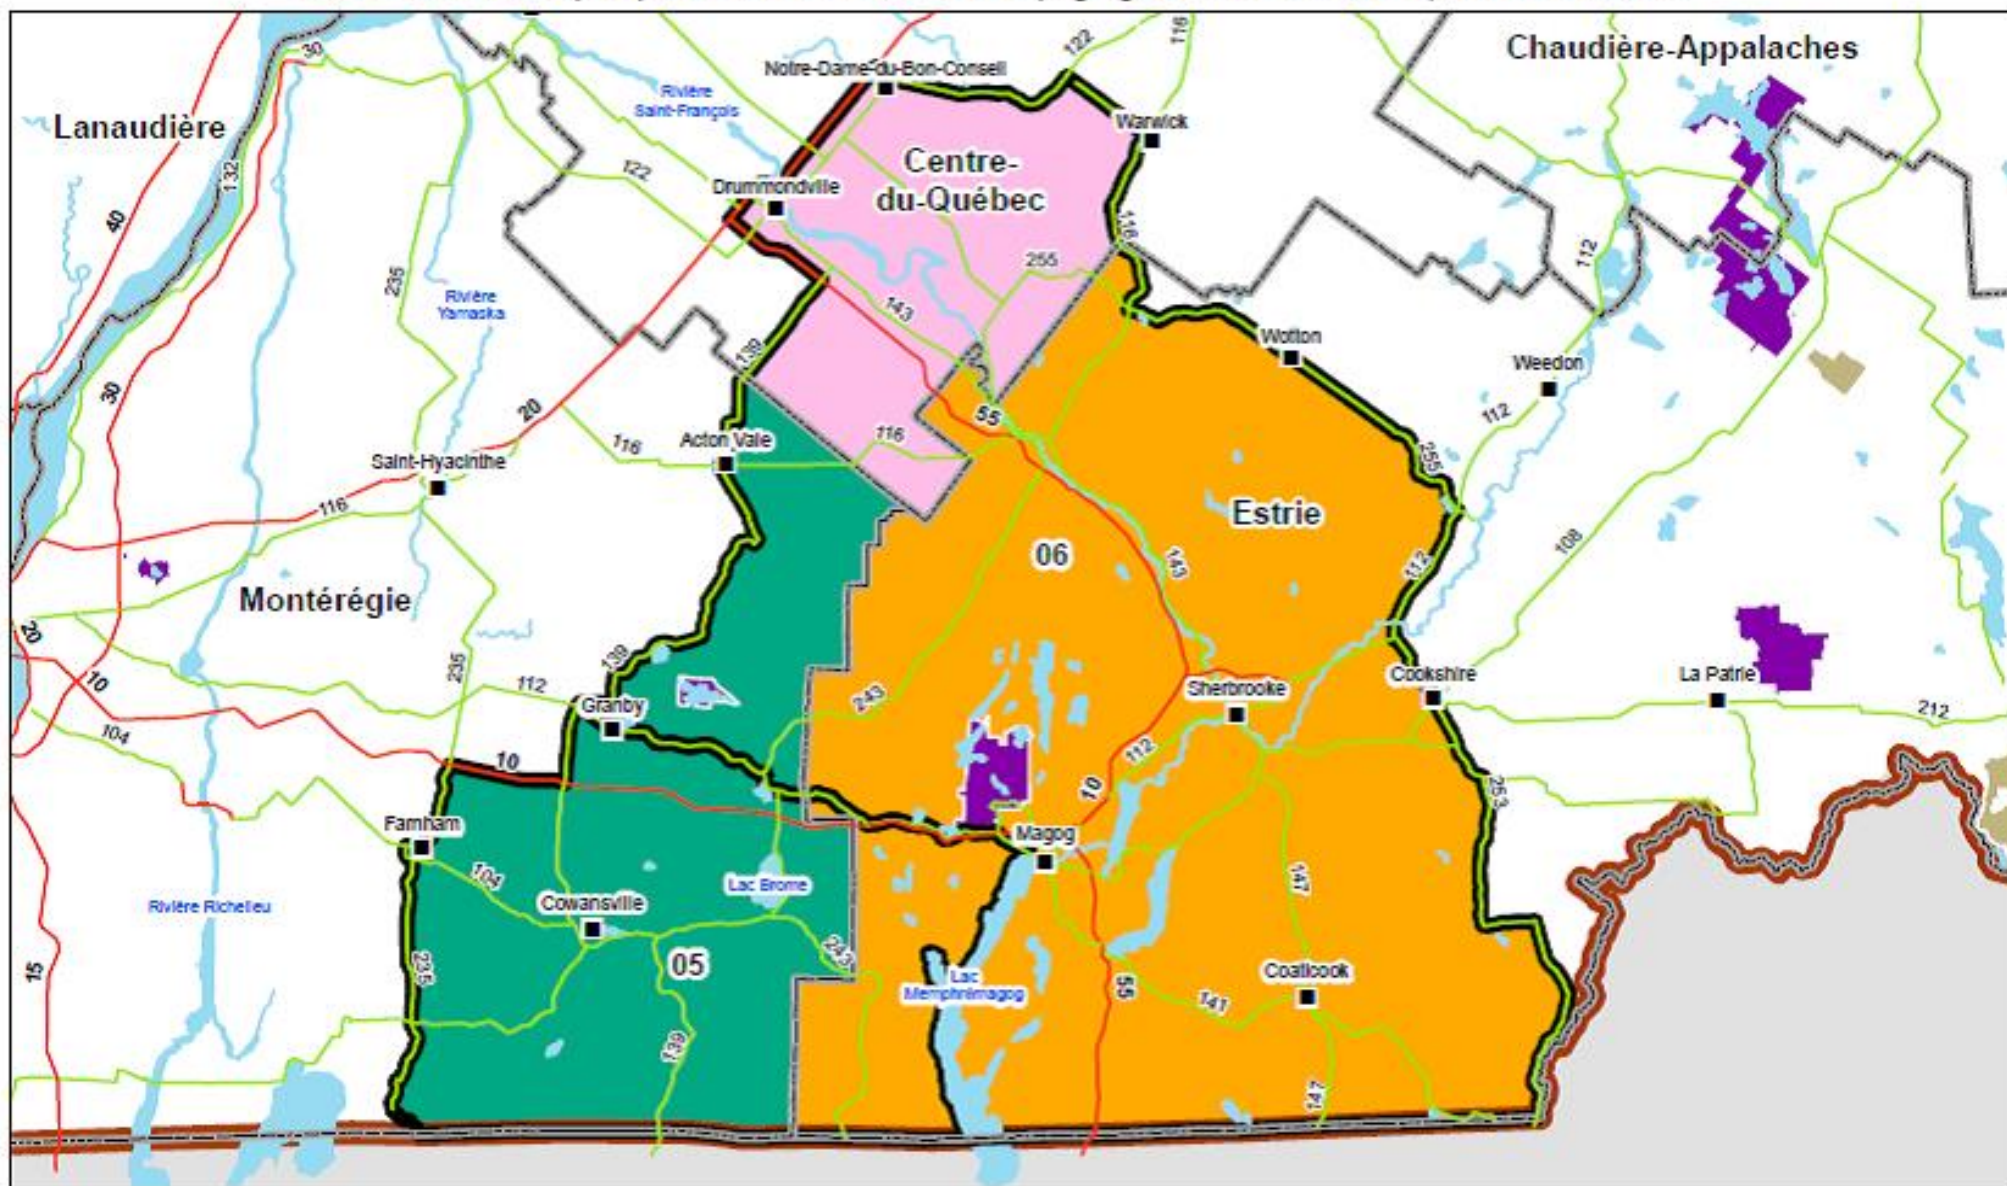 Chaudière-Appalaches
Lanaudière
Notre-Dame-du-Bon-Conseil
Rivière
Saint-François
Warwick
Centre-
du-Québec
Drummondville
30
122
116
132
40
122
116
235
Rivière
Yamaska
143
255
112
139
Wotton
Weedon
30
20
55
112
116
Acton Vale
116
Saint-Hyacinthe
255
116
Estrie
06
143
112
108
Montérégie
20
139
235
10
112
Granby
243
Sherbrooke
Cookshire
La Patrie
212
104
10
112
10
253
Farnham
Magog
104
Lac Brome
147
Rivière Richelieu
Cowansville
243
15
235
05
Lac
Memphrémagog
55
Coaticook
141
139
147